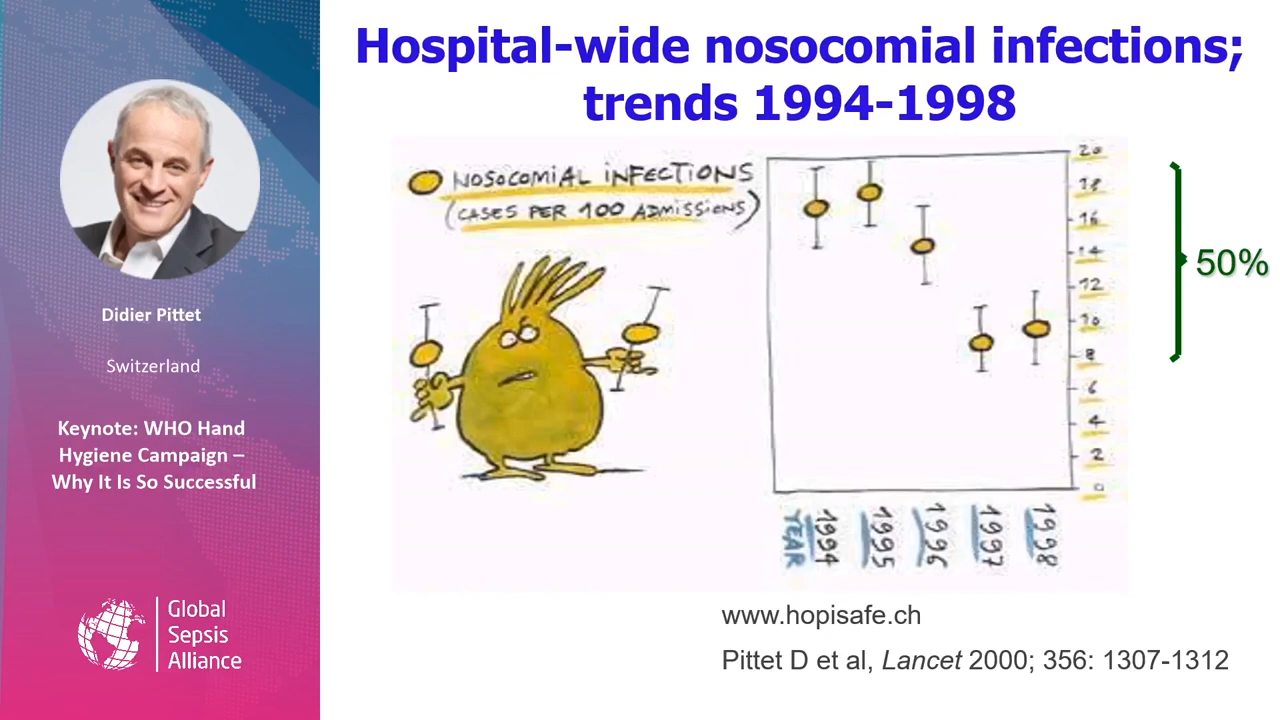 Hospital-wide nosocomial infections;
trends 1994-1998
Didier Pittet
Switzerland
Keynote: WHO Hand
Hygiene Campaign –
Why It Is So Successful
Global
Sepsis
Alliance
NOSOCOMIAL INFECTIONS
(CASES PER 100 ADMISSIONS)
20
18
16
14
12
10
8
6
4
2
0
50%
YEAR
1994
1995
1996
1997
1998
www.hopisafe.ch
Pittet D et al, Lancet 2000; 356: 1307-1312